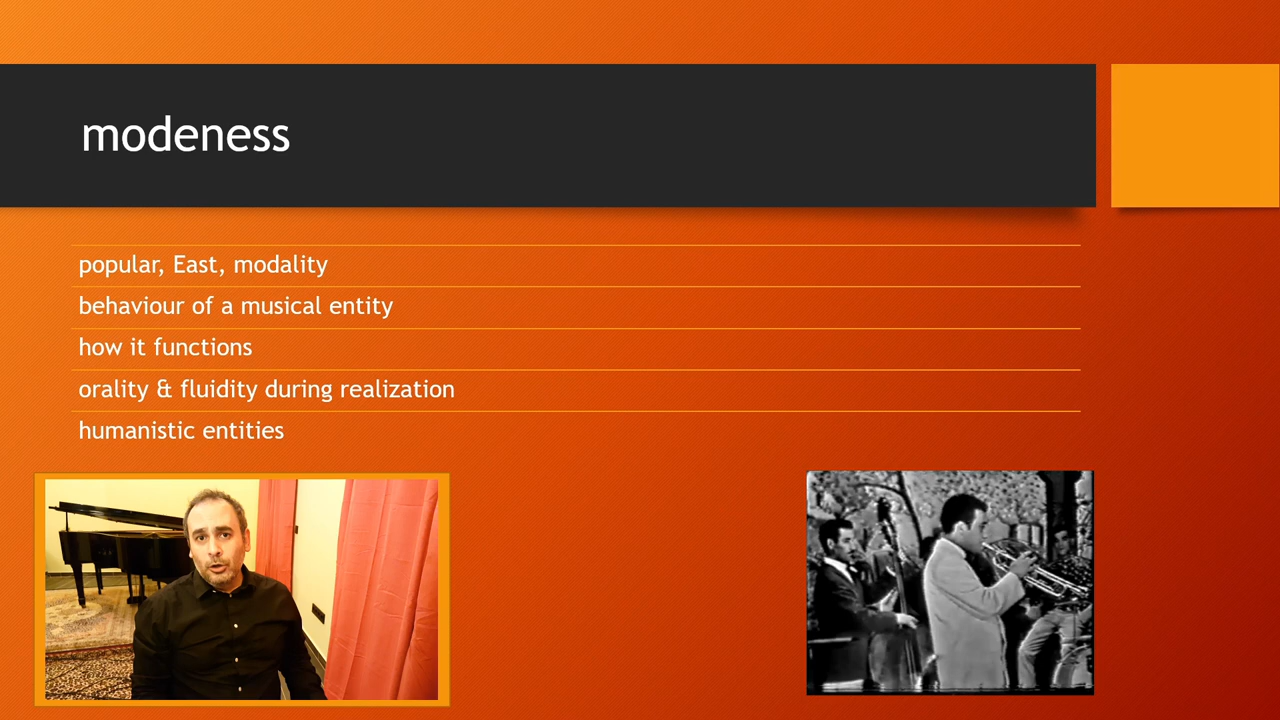 modeness
popular, East, modality
behaviour of a musical entity
how it functions
orality & fluidity during realization
humanistic entities